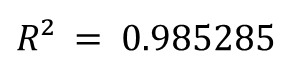 R² = 0.985285